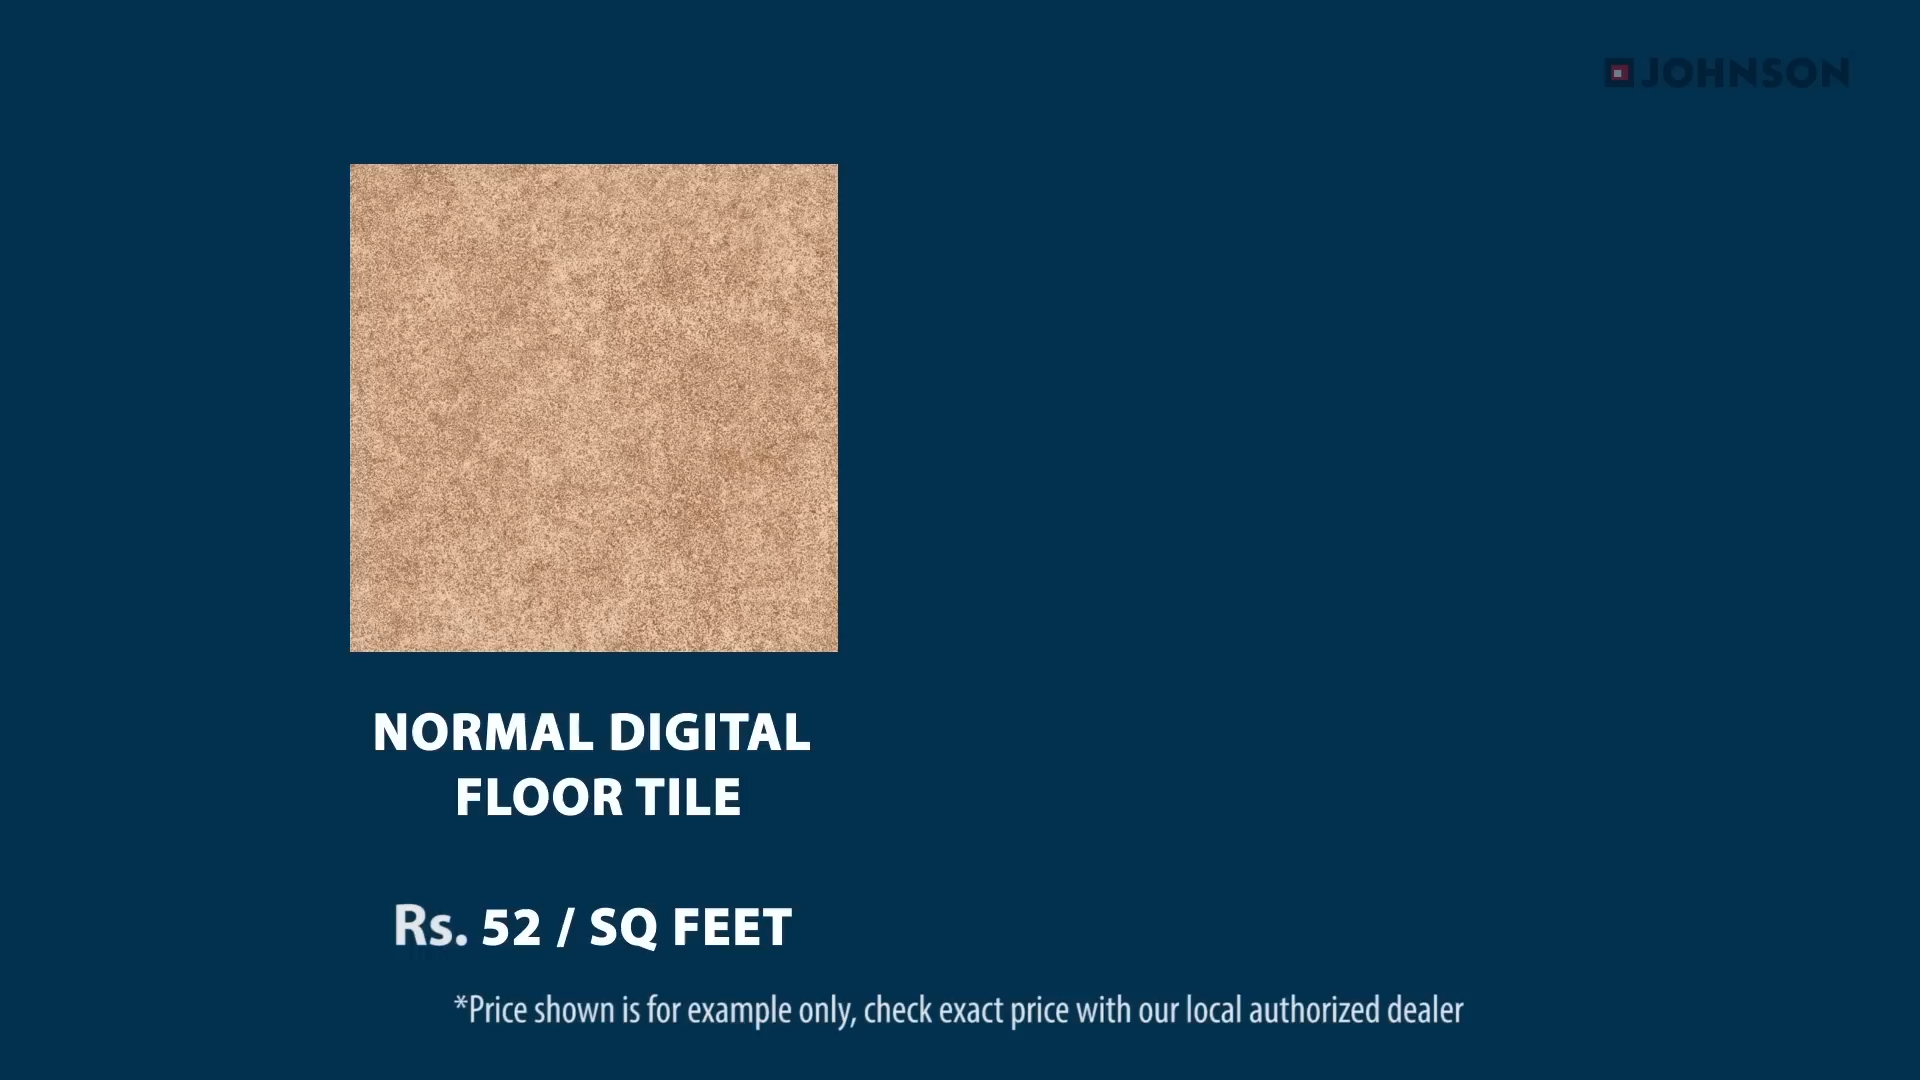 JOHNSON
NORMAL DIGITAL
FLOOR TILE
Rs. 52 / SQ FEET
*Price shown is for example only, check exact price with our local authorized dealer